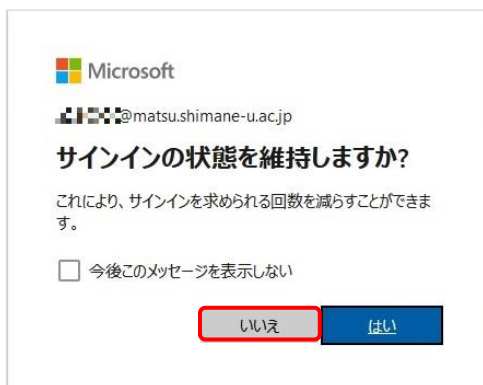 Microsoft
@matsu.shimane-u.ac.jp
サインインの状態を維持しますか?
これにより、サインインを求められる回数を減らすことができま
す。
今後このメッセージを表示しない
いいえ
はい